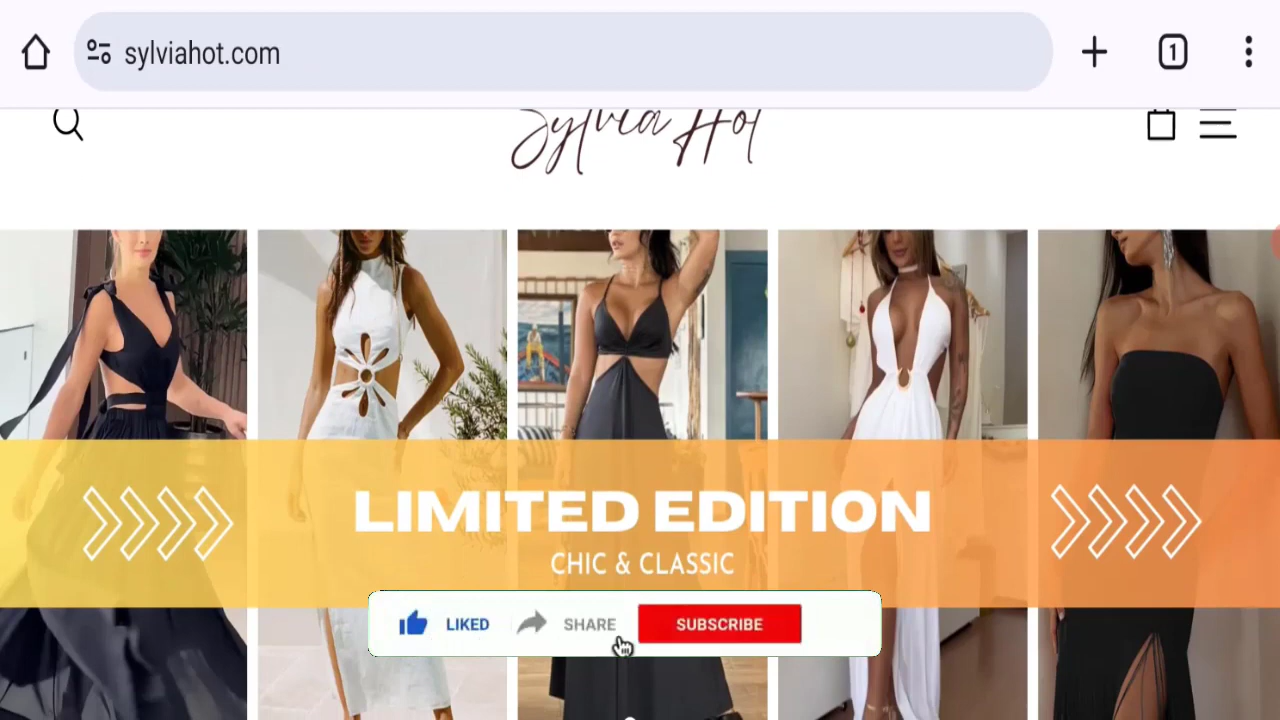 sylviahot.com
1
Sylvia Hot
LIMITED EDITION
CHIC & CLASSIC
LIKED
SHARE
SUBSCRIBE